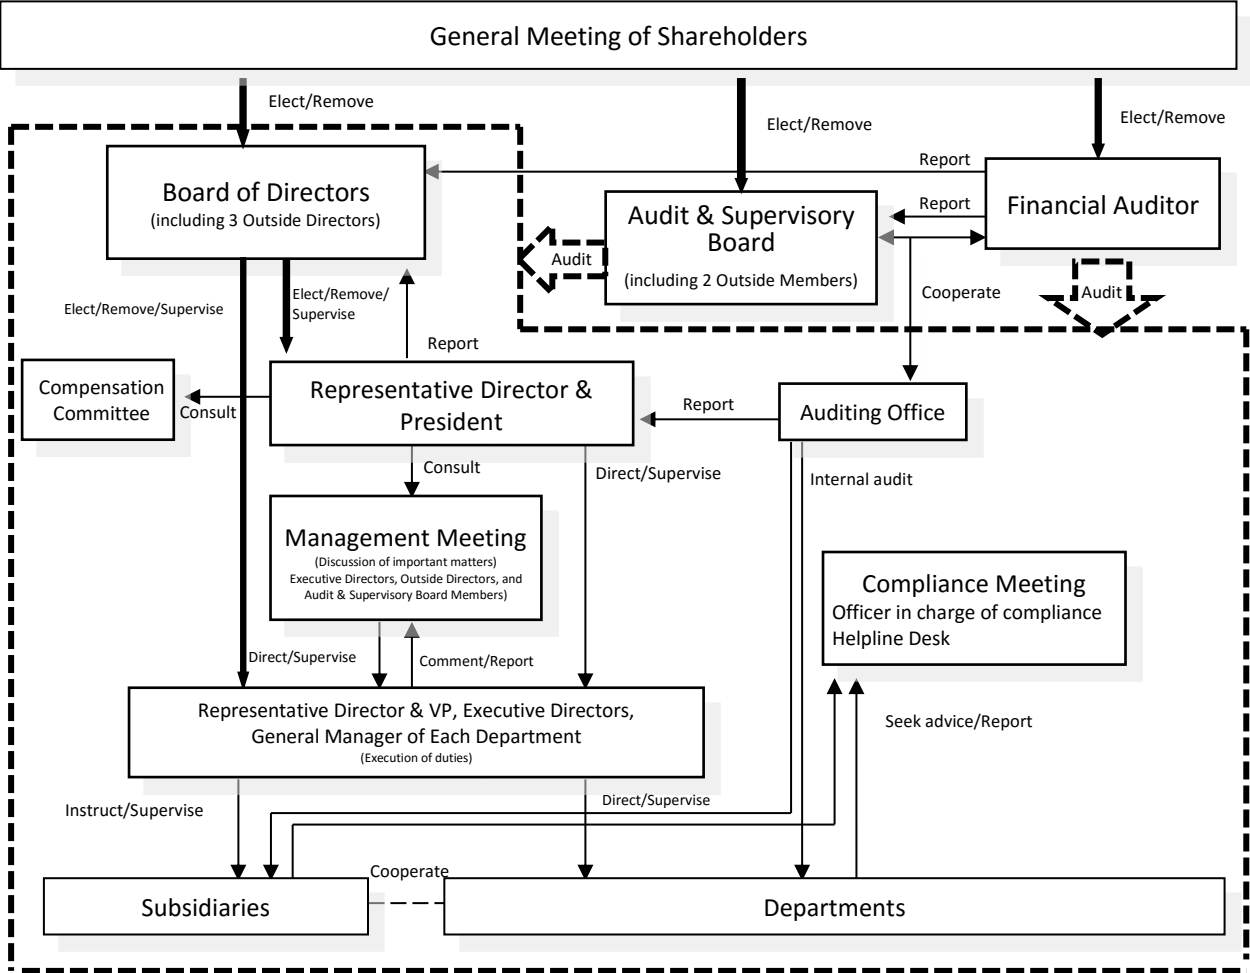 General Meeting of Shareholders
Elect/Remove
Elect/Remove
Elect/Remove
Board of Directors
(including 3 Outside Directors)
Report
Report
Financial Auditor
Audit & Supervisory
Board
(including 2 Outside Members)
Audit
Audit
Cooperate
Elect/Remove/Supervise
Elect/Remove/
Supervise
Report
Compensation
Committee
Consult
Representative Director &
President
Report
Auditing Office
Consult
Direct/Supervise
Internal audit
Management Meeting
(Discussion of important matters)
Executive Directors, Outside Directors, and
Audit & Supervisory Board Members)
Compliance Meeting
Officer in charge of compliance
Helpline Desk
Direct/Supervise
Comment/Report
Representative Director & VP, Executive Directors,
General Manager of Each Department
(Execution of duties)
Seek advice/Report
Instruct/Supervise
Direct/Supervise
Cooperate
Subsidiaries
Departments